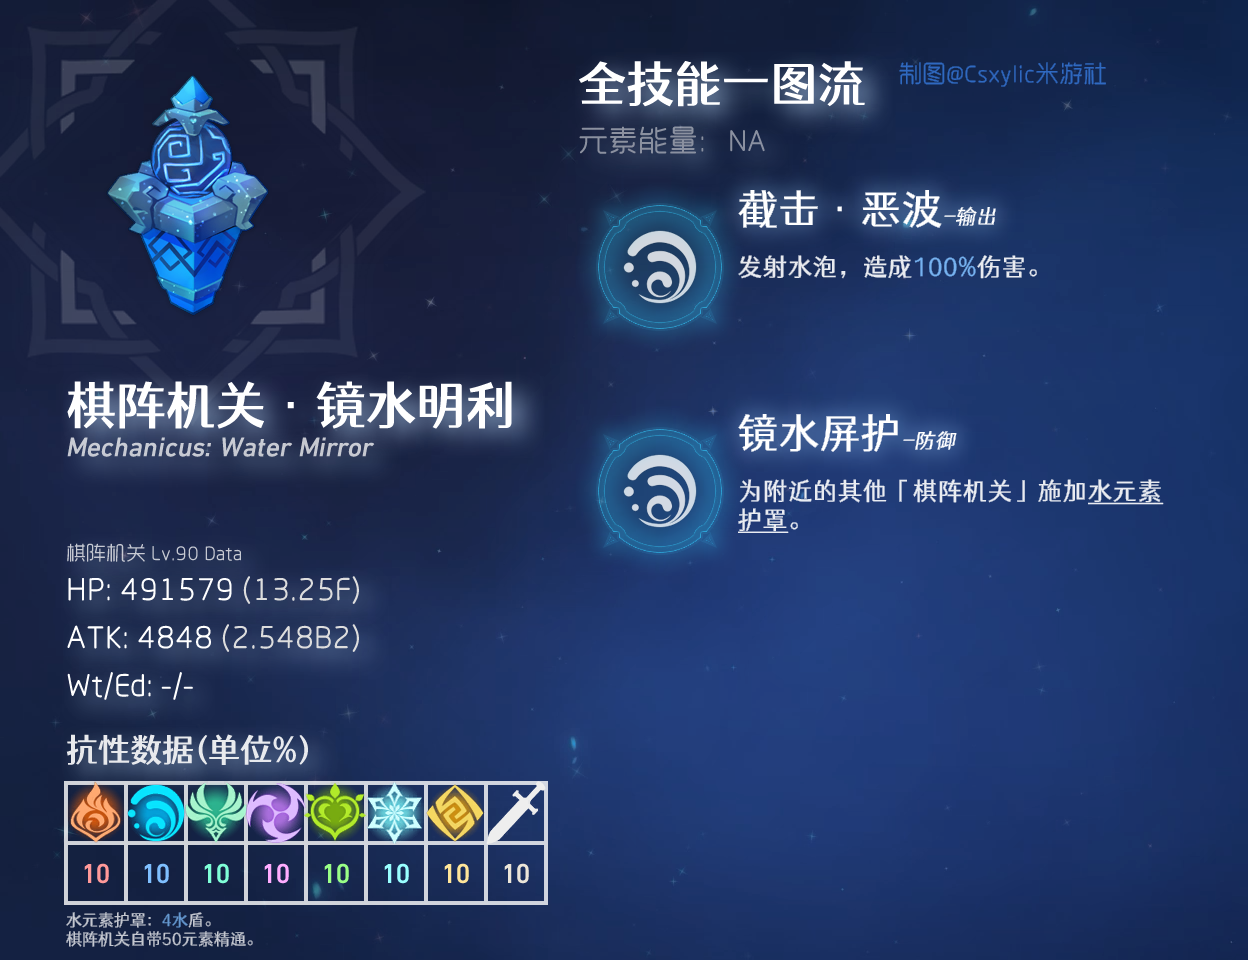 全技能一图流
制图@Csxylic米游社
元素能量： NA
截击·恶波-输出
发射水泡，造成100%伤害。
棋阵机关·镜水明利
Mechanicus: Water Mirror
镜水屏护-防御
为附近的其他「棋阵机关」施加水元素
护罩。
棋阵机关 Lv.90 Data
HP: 491579 (13.25F)
ATK: 4848 (2.548B2)
Wt/Ed: -/-
抗性数据(单位%)
10 10 10 10 10 10 10 10
水元素护罩：4水盾。
棋阵机关自带50元素精通。